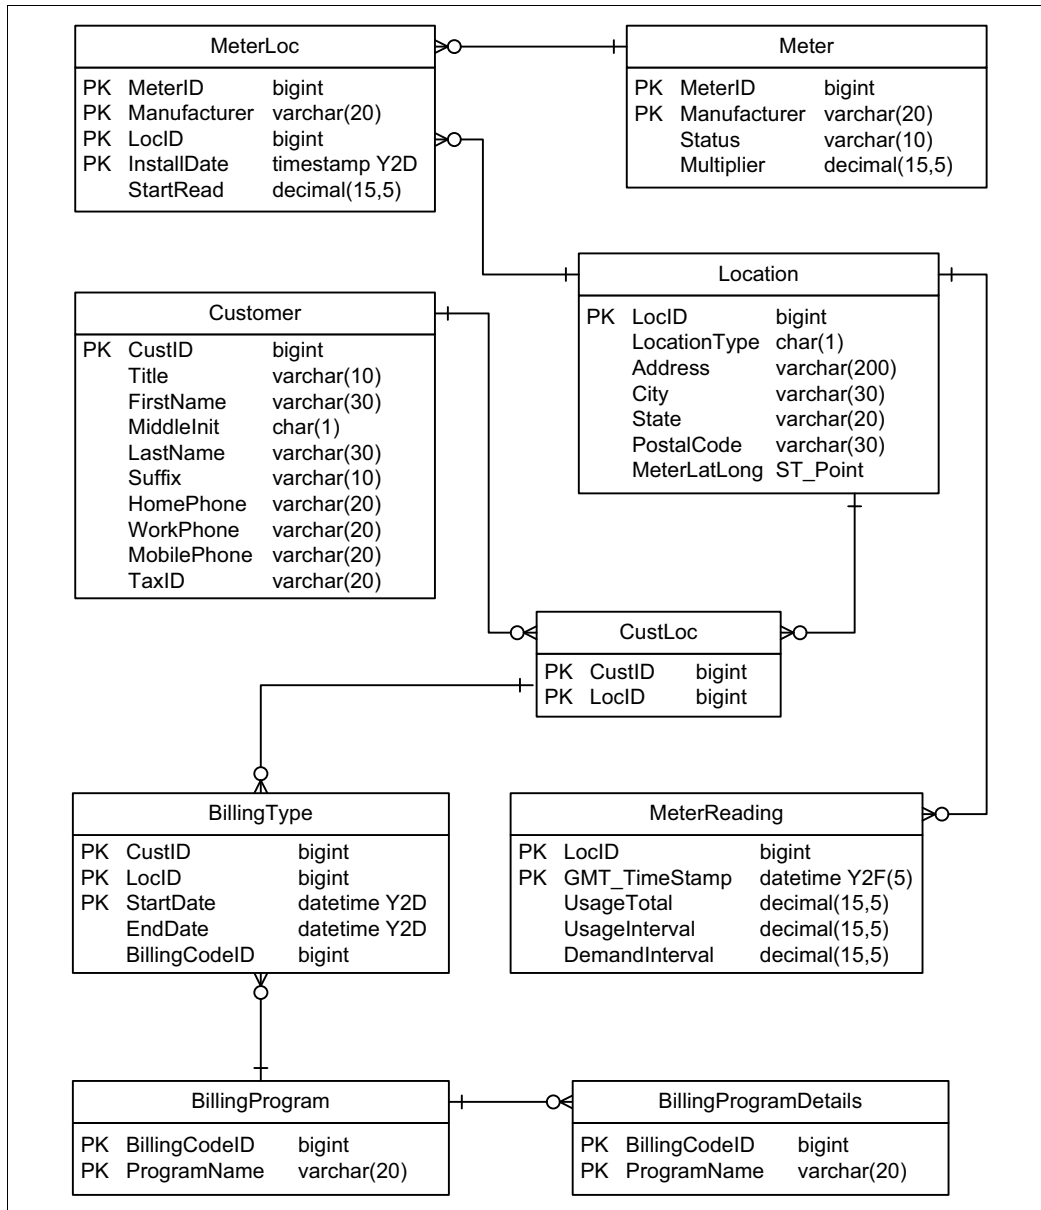 MeterLoc
PK MeterID bigint
PK Manufacturer varchar(20)
PK LocID bigint
PK InstallDate timestamp Y2D
StartRead decimal(15,5)
Meter
PK MeterID bigint
PK Manufacturer varchar(20)
Status varchar(10)
Multiplier decimal(15,5)
Location
PK LocID bigint
LocationType char(1)
Address varchar(200)
City varchar(30)
State varchar(20)
PostalCode varchar(30)
MeterLatLong ST_Point
Customer
PK CustID bigint
Title varchar(10)
FirstName varchar(30)
MiddleInit char(1)
LastName varchar(30)
Suffix varchar(10)
HomePhone varchar(20)
WorkPhone varchar(20)
MobilePhone varchar(20)
TaxID varchar(20)
CustLoc
PK CustID bigint
PK LocID bigint
BillingType
PK CustID bigint
PK LocID bigint
PK StartDate datetime Y2D
EndDate datetime Y2D
BillingCodeID bigint
MeterReading
PK LocID bigint
PK GMT_TimeStamp datetime Y2F(5)
UsageTotal decimal(15,5)
UsageInterval decimal(15,5)
DemandInterval decimal(15,5)
BillingProgram
PK BillingCodeID bigint
PK ProgramName varchar(20)
BillingProgramDetails
PK BillingCodeID bigint
PK ProgramName varchar(20)